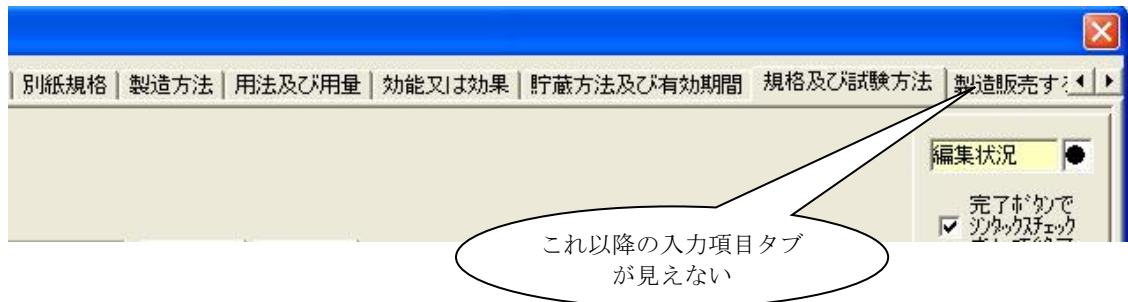 別紙規格 製造方法 用法及び用量 効能又は効果 貯蔵方法及び有効期間 規格及び試験方法 製造販売す
編集状況
完了ボタンで
シンタックスチェック
これ以降の入力項目タブ
が見えない